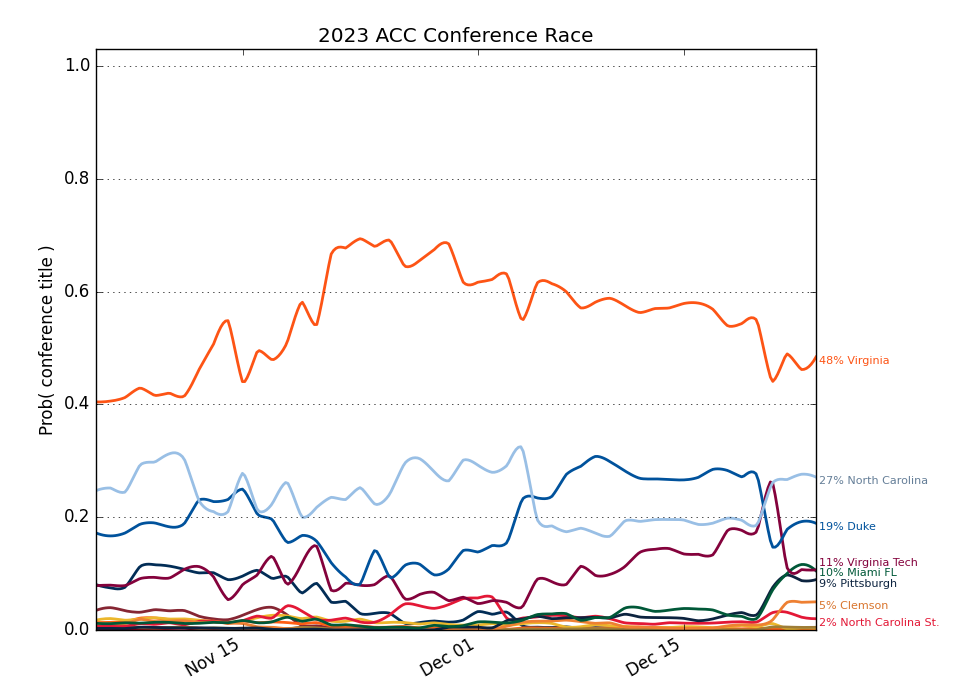 2023 ACC Conference Race
Prob( conference title )
1.0
0.8
0.6
0.4
0.2
0.0
Nov 15
Dec 01
Dec 15
48% Virginia
27% North Carolina
19% Duke
11% Virginia Tech
10% Miami FL
9% Pittsburgh
5% Clemson
2% North Carolina St.